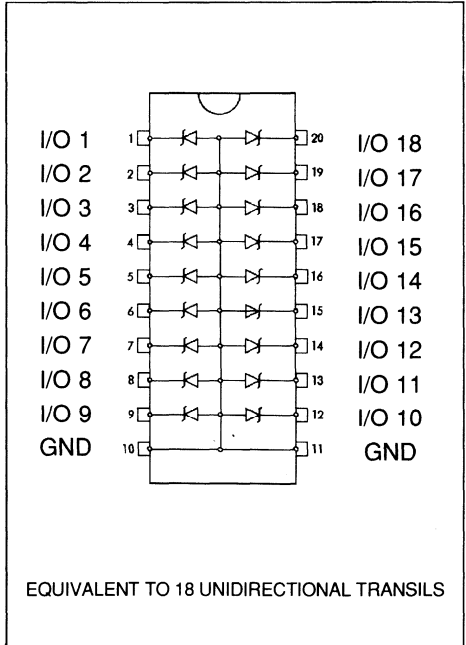 I/O 1 1 20 I/O 18
I/O 2 2 19 I/O 17
I/O 3 3 18 I/O 16
I/O 4 4 17 I/O 15
I/O 5 5 16 I/O 14
I/O 6 6 15 I/O 13
I/O 7 7 14 I/O 12
I/O 8 8 13 I/O 11
I/O 9 9 12 I/O 10
GND 10 11 GND
EQUIVALENT TO 18 UNIDIRECTIONAL TRANSILS